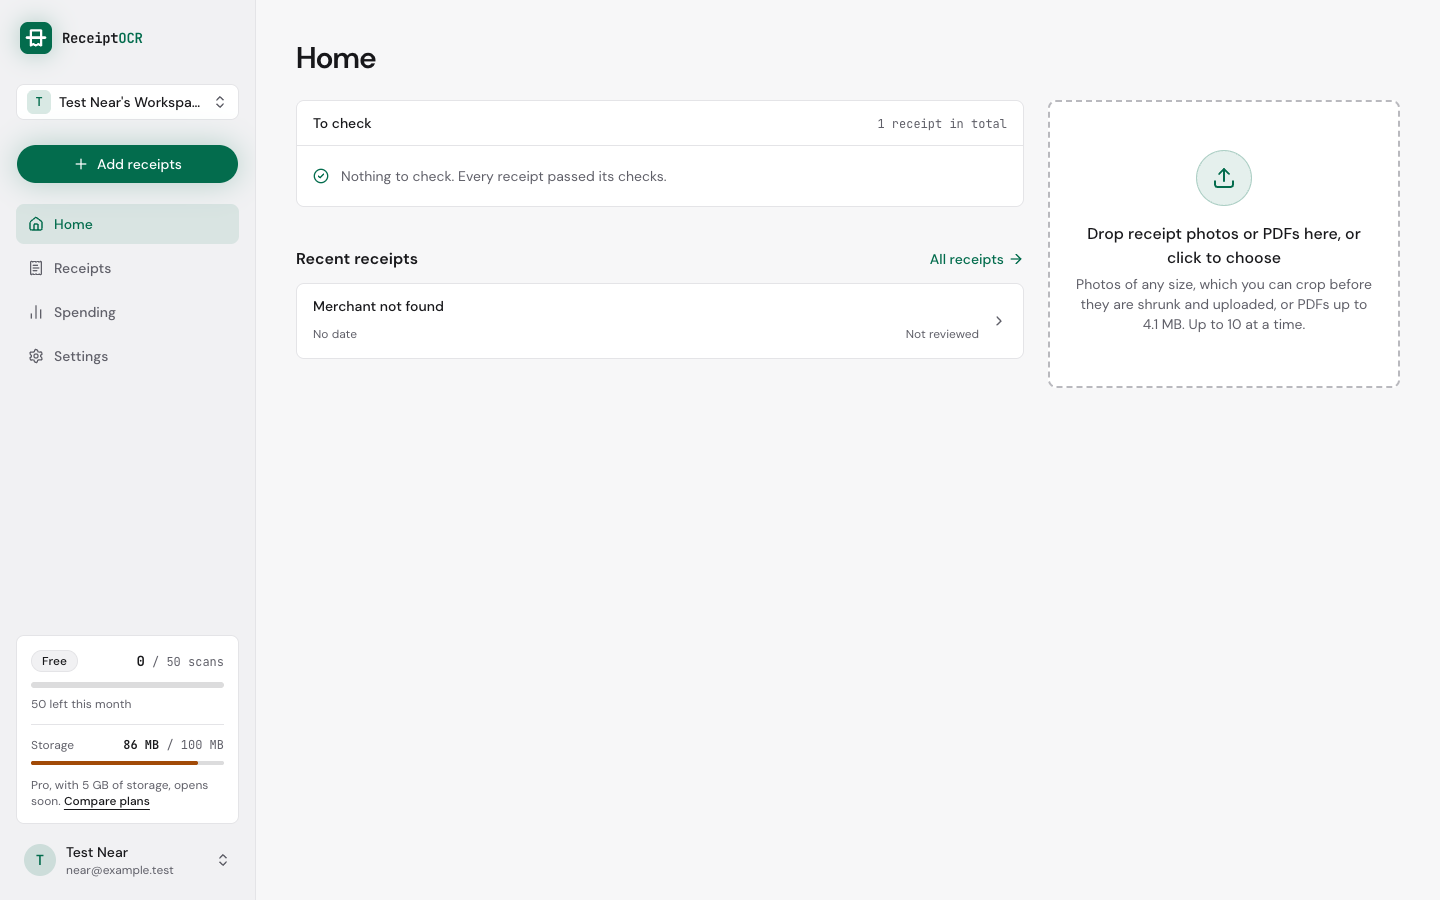 ReceiptOCR
T Test Near's Workspa...
Add receipts
Home
Receipts
Spending
Settings
Free 0 / 50 scans
50 left this month
Storage 86 MB / 100 MB
Pro, with 5 GB of storage, opens
soon. Compare plans
T Test Near
near@example.test
Home
To check 1 receipt in total
Nothing to check. Every receipt passed its checks.
Recent receipts All receipts
Merchant not found
No date Not reviewed
Drop receipt photos or PDFs here, or
click to choose
Photos of any size, which you can crop before
they are shrunk and uploaded, or PDFs up to
4.1 MB. Up to 10 at a time.